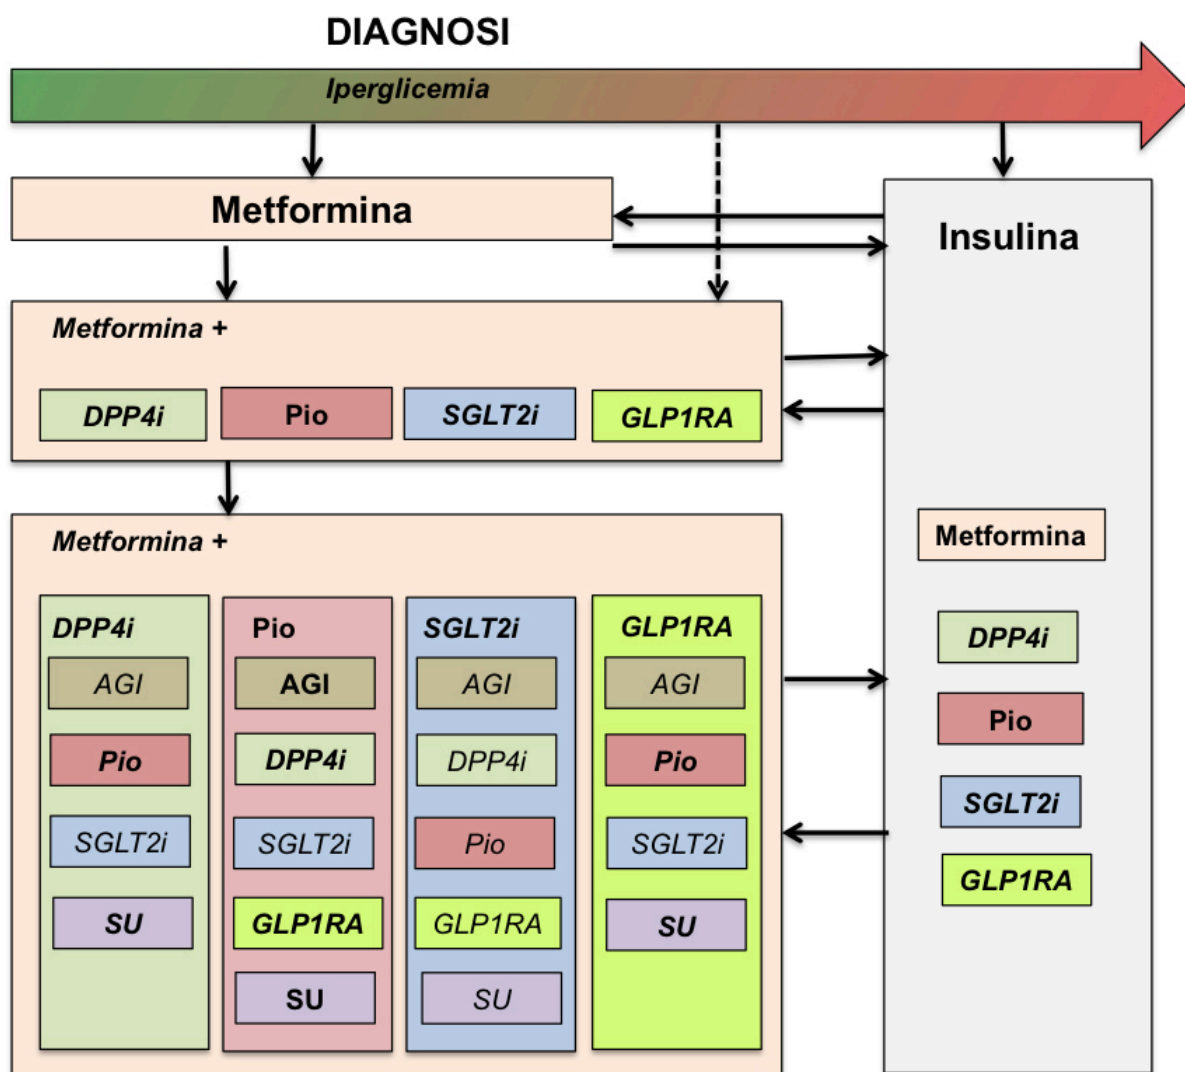 DIAGNOSI
Iperglicemia
Metformina
Insulina
Metformina +
DPP4i
Pio
SGLT2i
GLP1RA
Metformina +
DPP4i
AGI
Pio
SGLT2i
SU
Pio
AGI
DPP4i
SGLT2i
GLP1RA
SU
SGLT2i
AGI
DPP4i
Pio
GLP1RA
SU
GLP1RA
AGI
Pio
SGLT2i
SU
Metformina
DPP4i
Pio
SGLT2i
GLP1RA